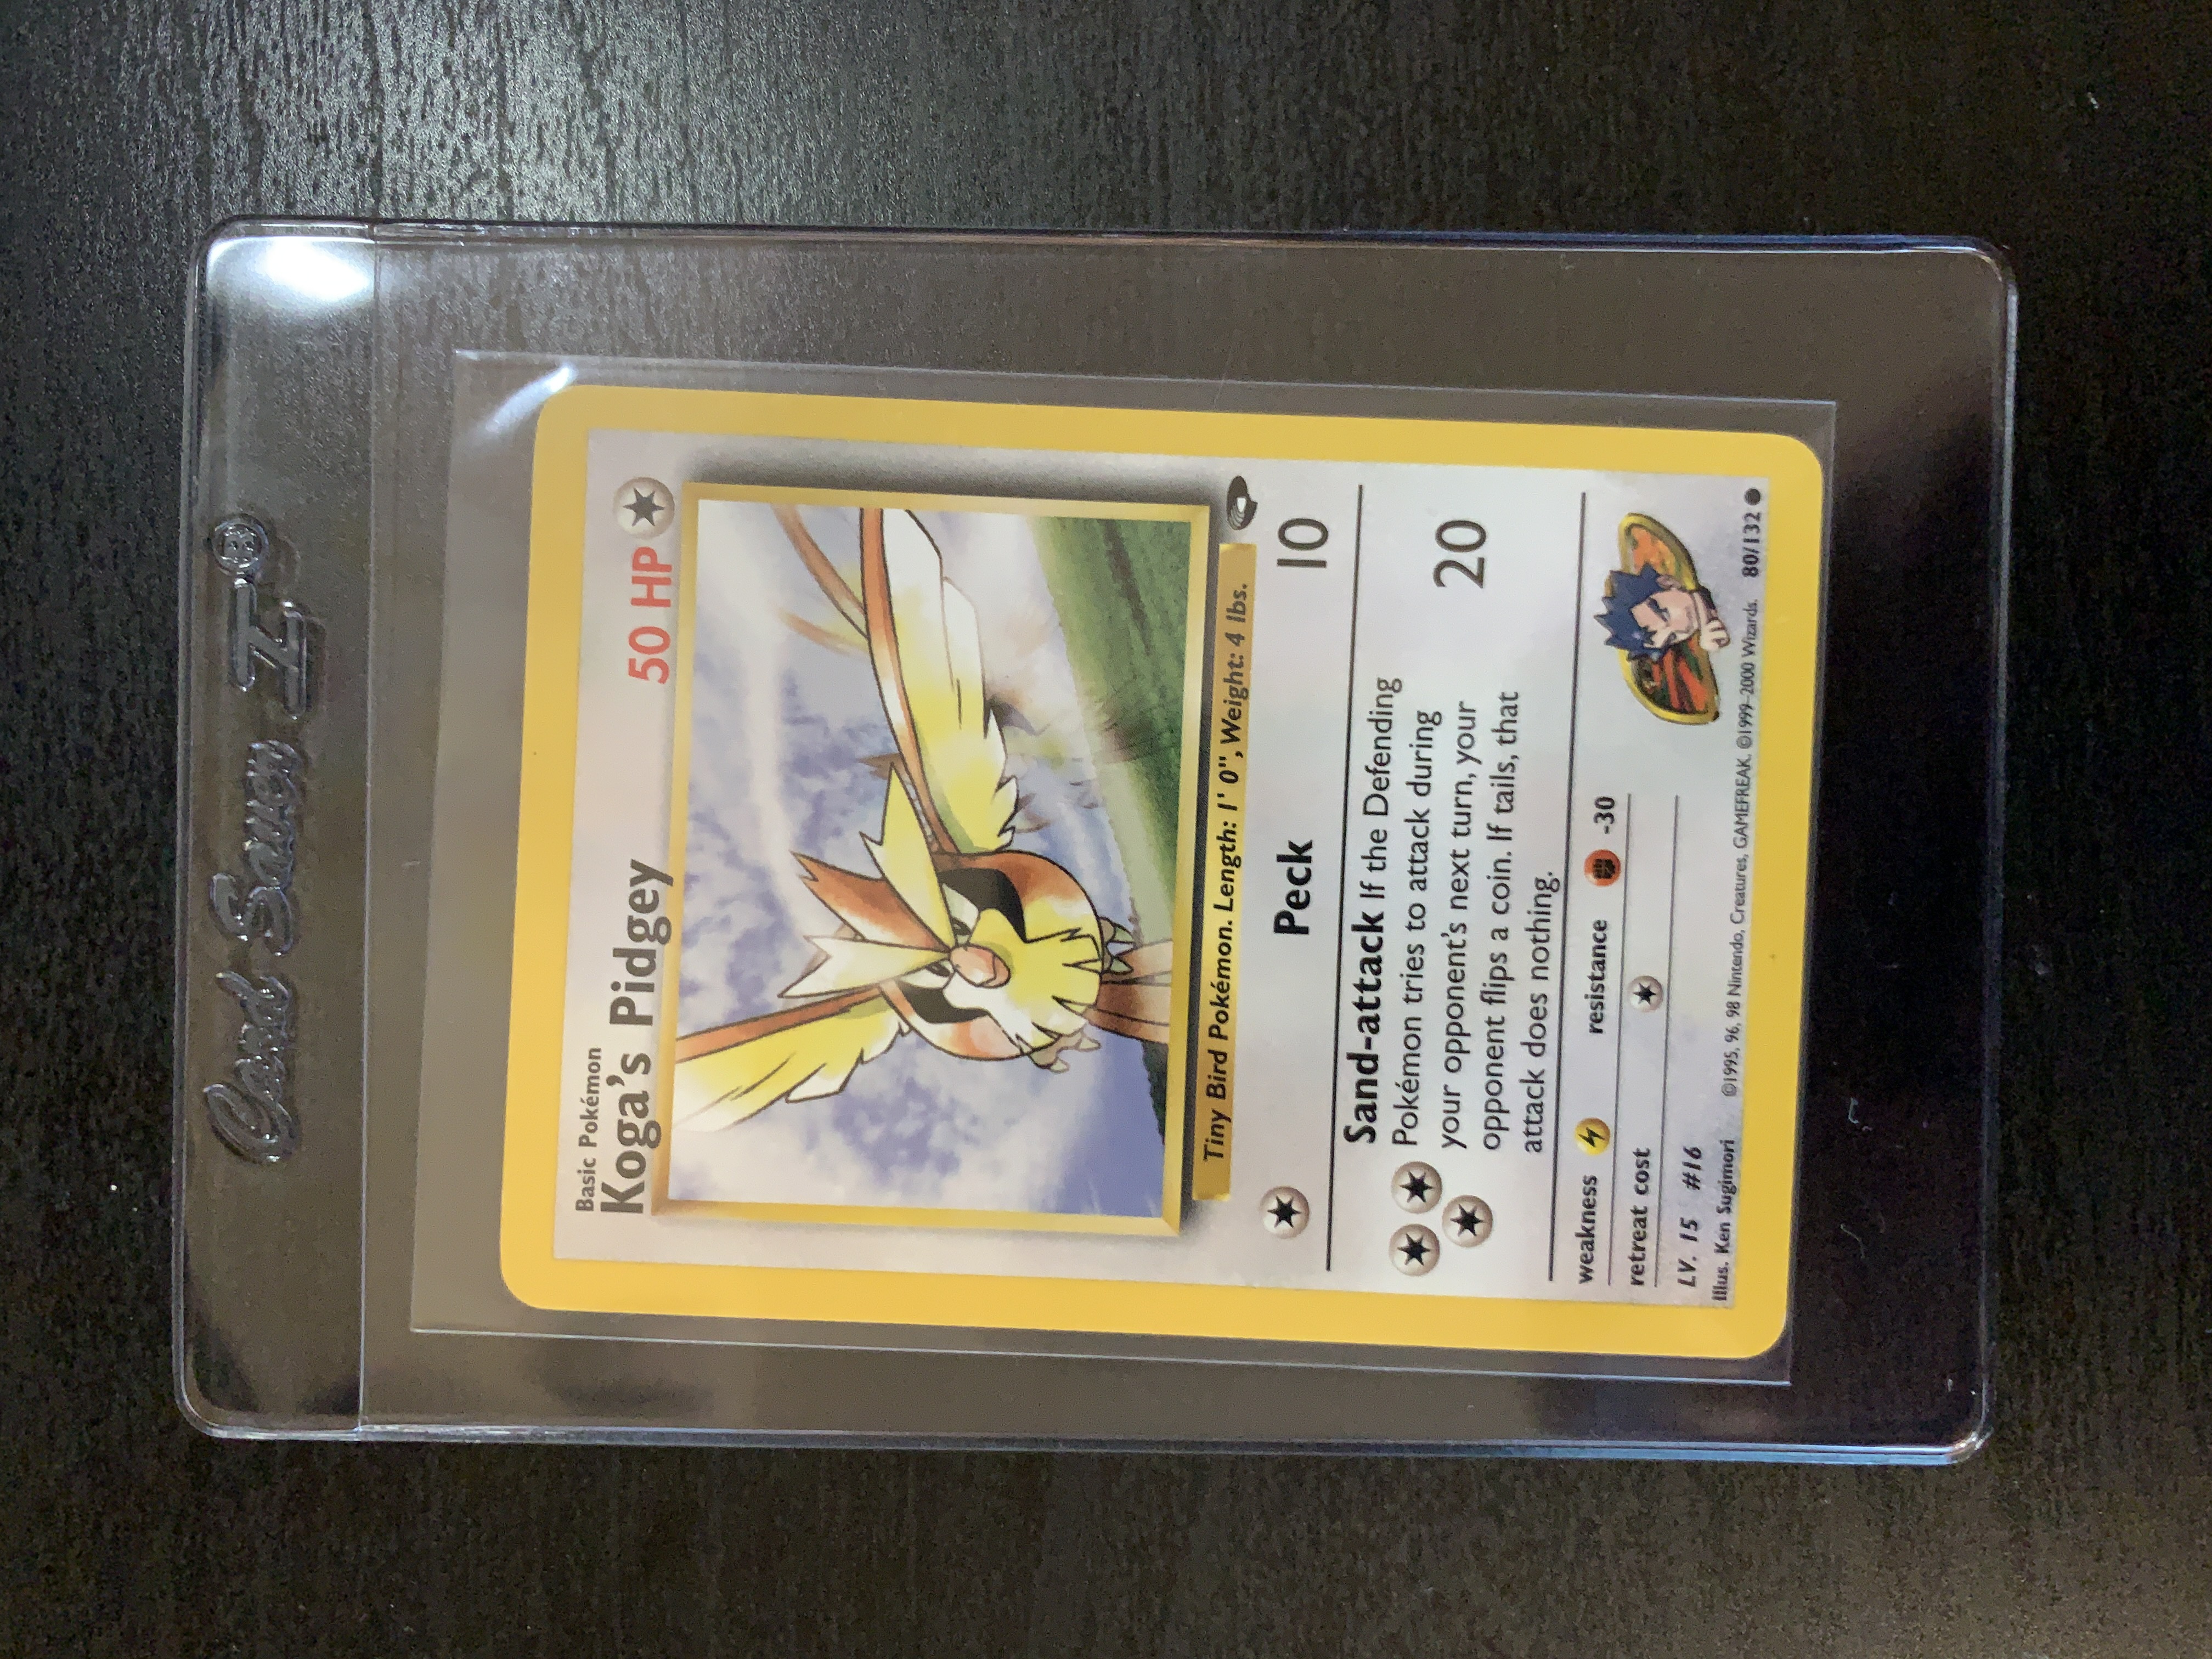 Card Saver I®
Basic Pokémon
Koga's Pidgey
50 HP
Tiny Bird Pokémon. Length: 1' 0", Weight: 4 lbs.
Peck 10
Sand-attack If the Defending
Pokémon tries to attack during
your opponent's next turn, your
opponent flips a coin. If tails, that
attack does nothing.
20
weakness resistance -30
retreat cost
LV. 15 #16
Illus. Ken Sugimori ©1995, 96, 98 Nintendo, Creatures, GAMEFREAK. ©1999–2000 Wizards. 80/132